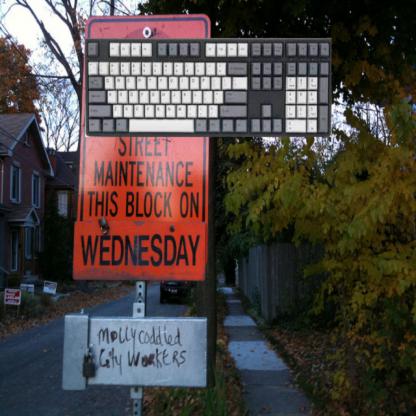 STREET
MAINTENANCE
THIS BLOCK ON
WEDNESDAY
mollycoddled
City WoRKERS